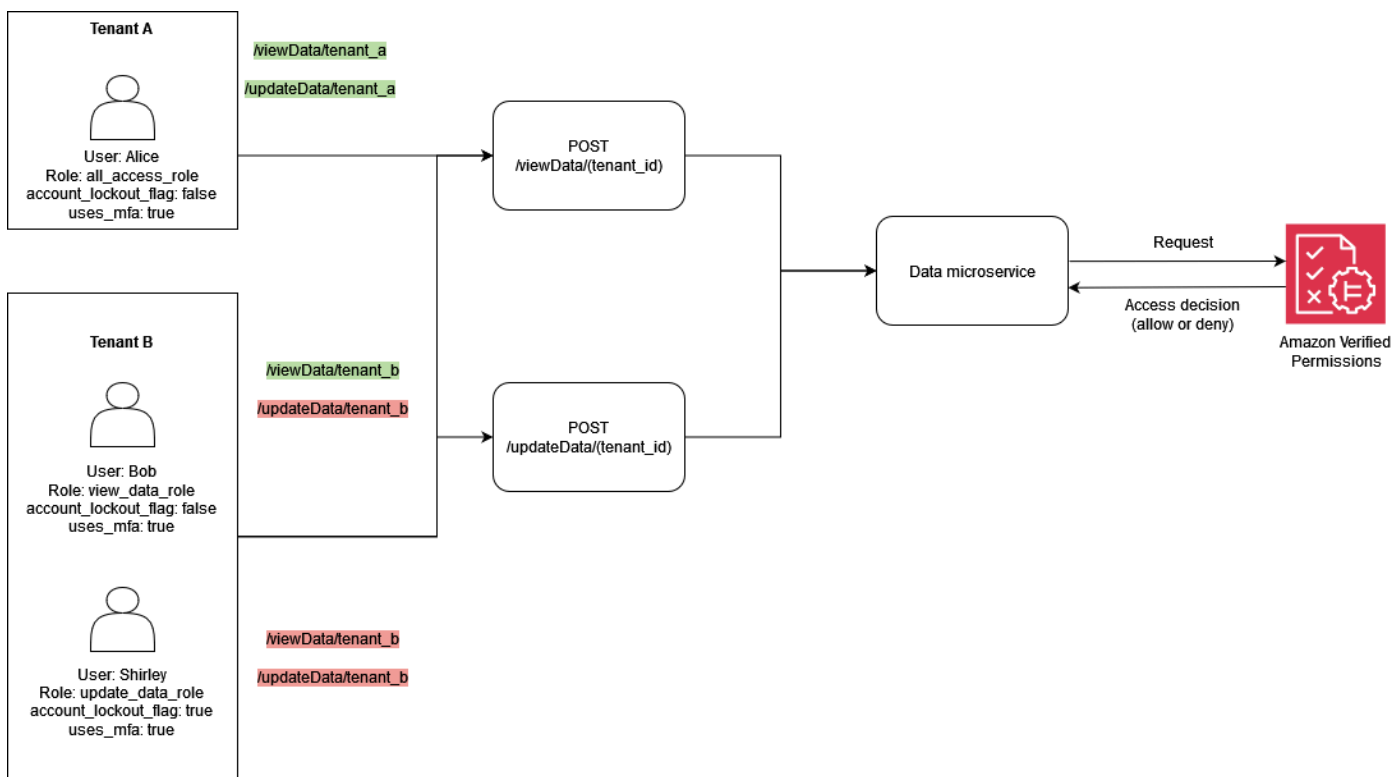 Tenant A
User: Alice
Role: all_access_role
account_lockout_flag: false
uses_mfa: true
/viewData/tenant_a
/updateData/tenant_a
Tenant B
User: Bob
Role: view_data_role
account_lockout_flag: false
uses_mfa: true
/viewData/tenant_b
/updateData/tenant_b
User: Shirley
Role: update_data_role
account_lockout_flag: true
uses_mfa: true
/viewData/tenant_b
/updateData/tenant_b
POST
/viewData/(tenant_id)
POST
/updateData/(tenant_id)
Data microservice
Request
Access decision
(allow or deny)
Amazon Verified
Permissions